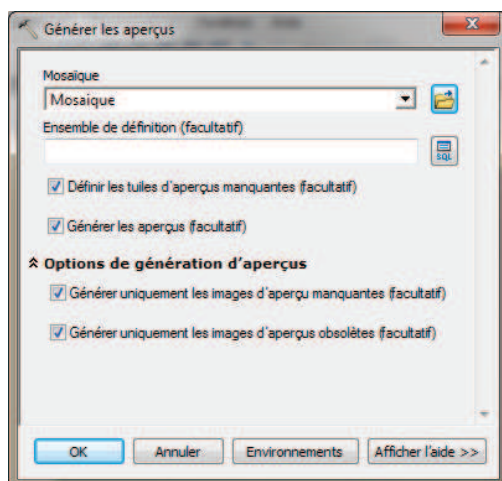 Générer les aperçus
Mosaïque
Mosaique
Ensemble de définition (facultatif)
SQL
Définir les tuiles d'aperçus manquantes (facultatif)
Générer les aperçus (facultatif)
Options de génération d'aperçus
Générer uniquement les images d'aperçu manquantes (facultatif)
Générer uniquement les images d'aperçus obsolètes (facultatif)
OK Annuler Environnements Afficher l'aide >>